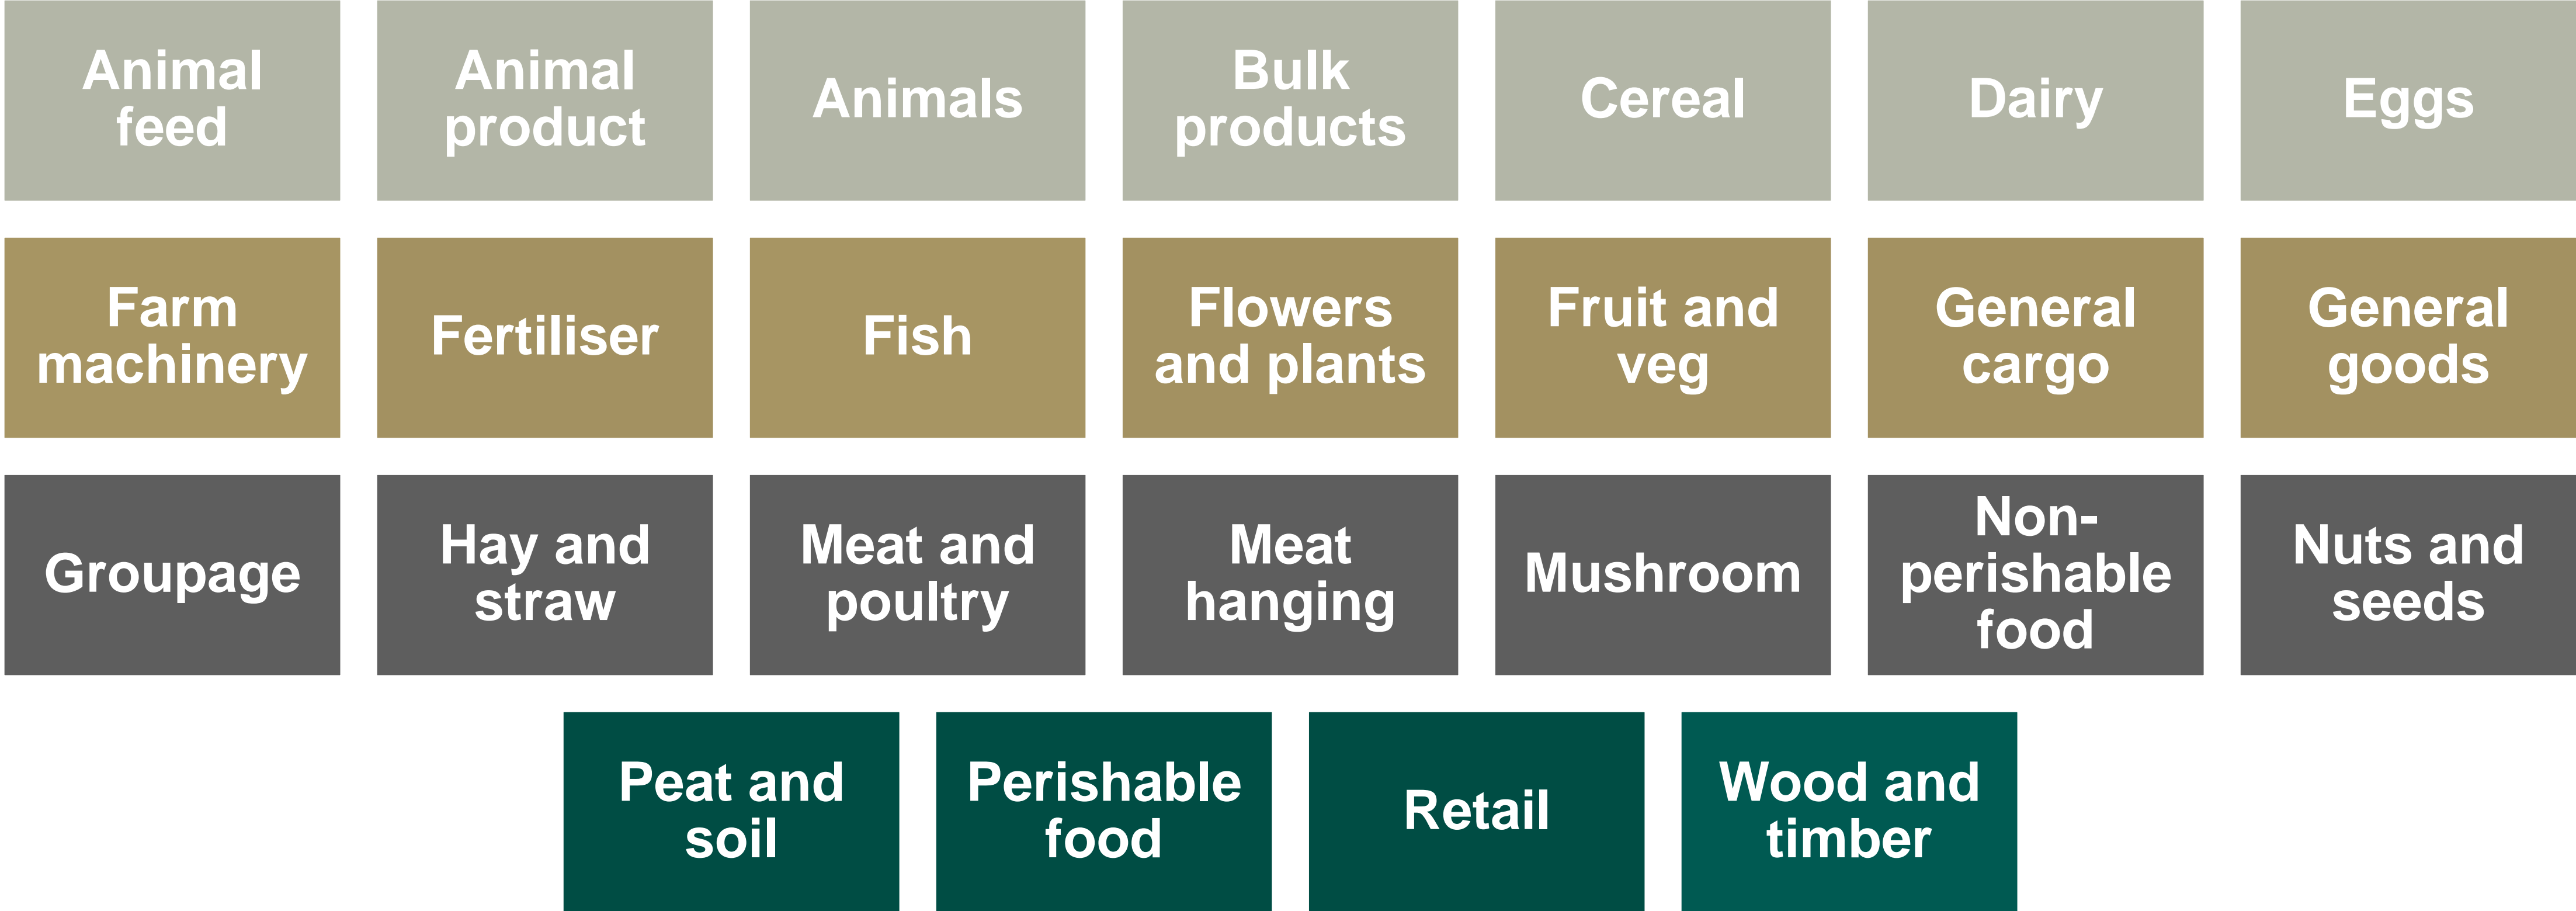 Animal
feed
Animal
product
Animals
Bulk
products
Cereal
Dairy
Eggs
Farm
machinery
Fertiliser
Fish
Flowers
and plants
Fruit and
veg
General
cargo
General
goods
Groupage
Hay and
straw
Meat and
poultry
Meat
hanging
Mushroom
Non-
perishable
food
Nuts and
seeds
Peat and
soil
Perishable
food
Retail
Wood and
timber